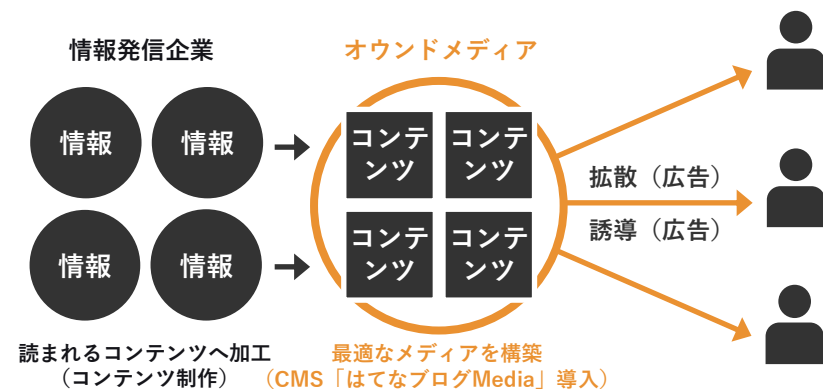 情報発信企業
オウンドメディア
情報
情報
情報
情報
コンテ
ンツ
コンテ
ンツ
コンテ
ンツ
コンテ
ンツ
拡散（広告）
誘導（広告）
読まれるコンテンツへ加工
（コンテンツ制作）
最適なメディアを構築
（CMS「はてなブログMedia」導入）